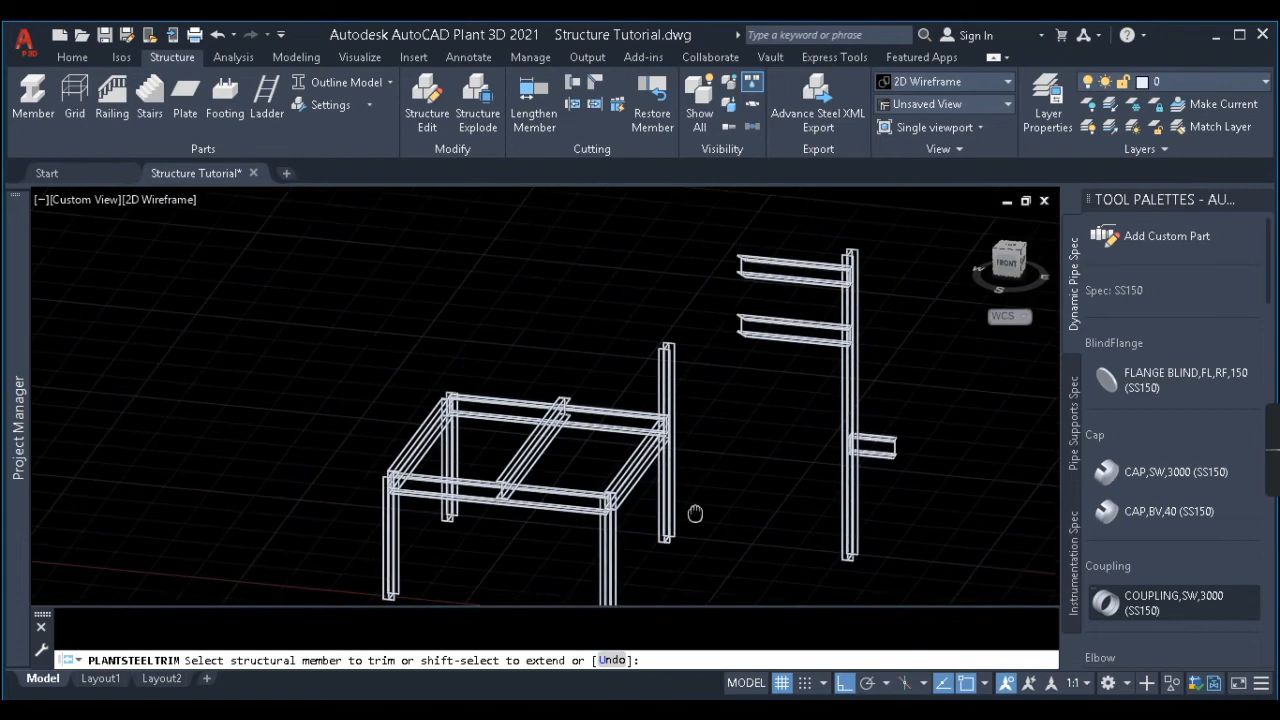 Autodesk AutoCAD Plant 3D 2021 Structure Tutorial.dwg
Type a keyword or phrase
Sign In
Home Isos Structure Analysis Modeling Visualize Insert Annotate Manage Output Add-ins Collaborate Vault Express Tools Featured Apps
Member Grid Railing Stairs Plate Footing Ladder
Outline Model
Settings
Parts
Structure Edit
Structure Explode
Modify
Lengthen Member
Restore Member
Cutting
Show All
Visibility
Advance Steel XML Export
Export
2D Wireframe
Unsaved View
Single viewport
View
Layer Properties
0
Make Current
Match Layer
Layers
Start
Structure Tutorial*
[−][Custom View][2D Wireframe]
FRONT
W
S
E
WCS
Project Manager
TOOL PALETTES - AU...
Dynamic Pipe Spec
Pipe Supports Spec
Instrumentation Spec
Add Custom Part
Spec: SS150
BlindFlange
FLANGE BLIND,FL,RF,150
(SS150)
Cap
CAP,SW,3000 (SS150)
CAP,BV,40 (SS150)
Coupling
COUPLING,SW,3000
(SS150)
Elbow
PLANTSTEELTRIM Select structural member to trim or shift-select to extend or [Undo]:
Model Layout1 Layout2
MODEL
1:1